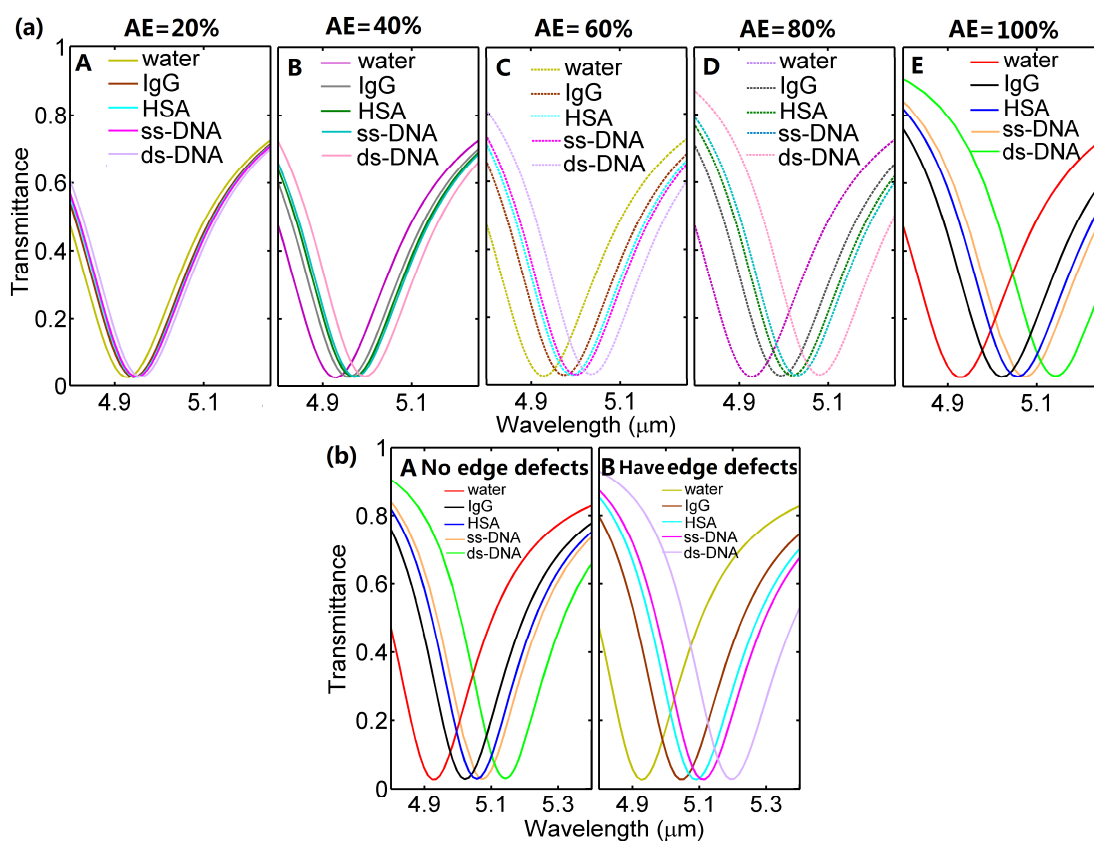 (a) AE=20% AE=40% AE=60% AE=80% AE=100%
Transmittance
1
0.8
0.6
0.4
0.2
0
A
water
IgG
HSA
ss-DNA
ds-DNA
4.9 5.1
B
water
IgG
HSA
ss-DNA
ds-DNA
4.9 5.1
C
water
IgG
HSA
ss-DNA
ds-DNA
4.9 5.1
D
water
IgG
HSA
ss-DNA
ds-DNA
4.9 5.1
E
water
IgG
HSA
ss-DNA
ds-DNA
5.1
Wavelength (μm)
(b)
Transmittance
1
0.8
0.6
0.4
0.2
0
A No edge defects
water
IgG
HSA
ss-DNA
ds-DNA
4.9 5.1 5.3
B Have edge defects
water
IgG
HSA
ss-DNA
ds-DNA
4.9 5.1 5.3
Wavelength (μm)